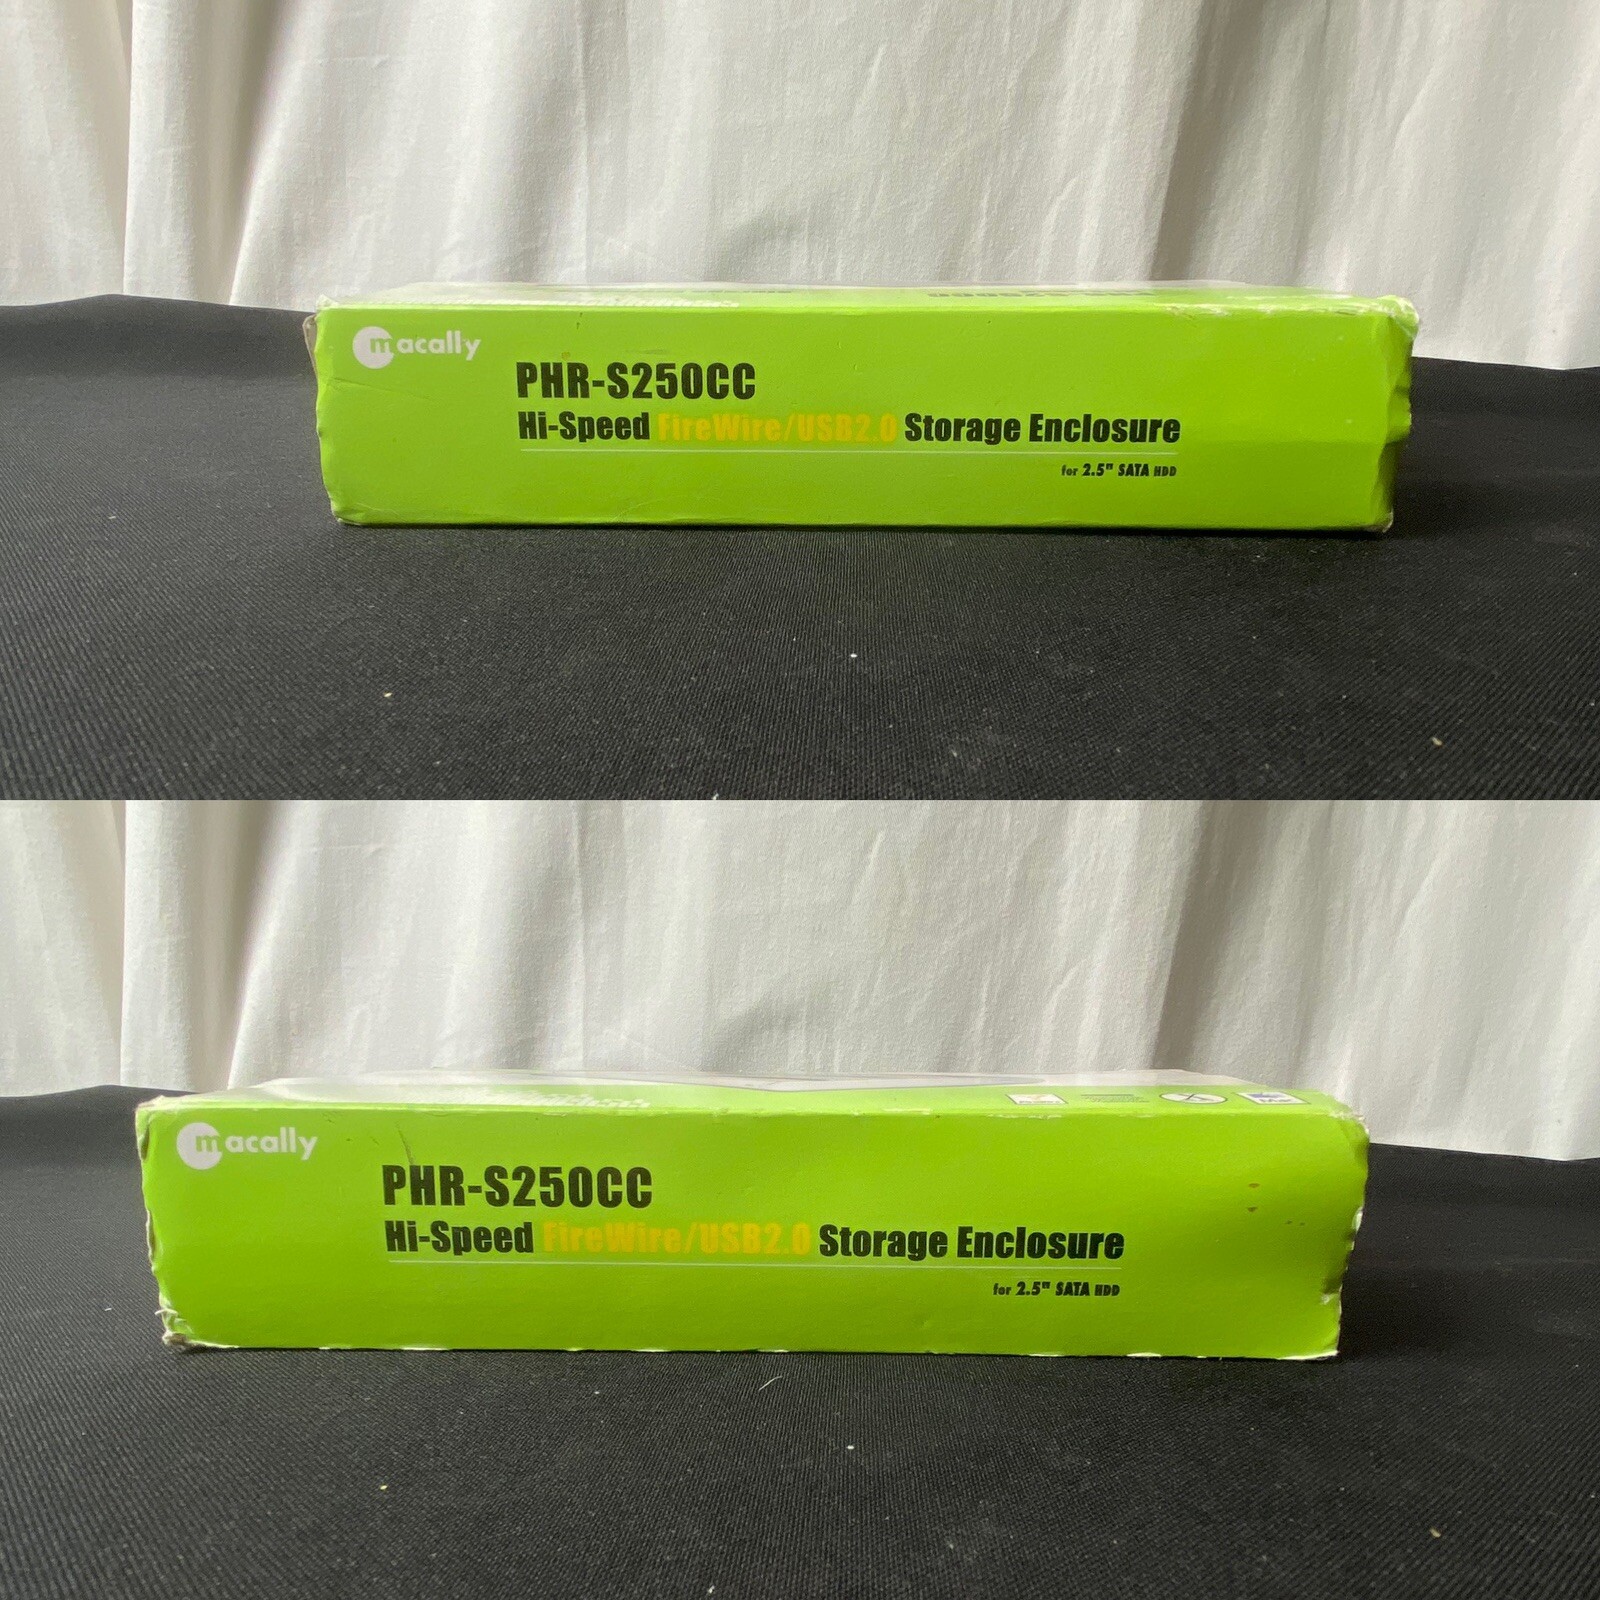 macally
PHR-S250CC
Hi-Speed FireWire/USB2.0 Storage Enclosure
for 2.5" SATA HDD
macally
PHR-S250CC
Hi-Speed FireWire/USB2.0 Storage Enclosure
for 2.5" SATA HDD